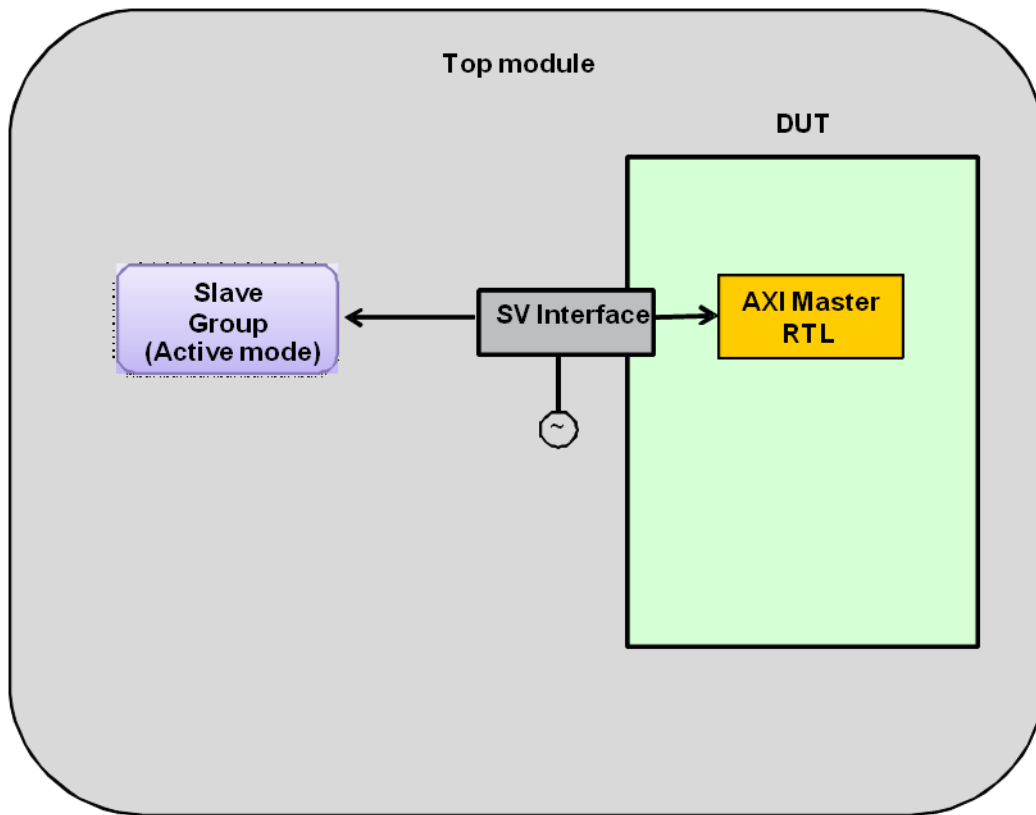 Top module
DUT
Slave
Group
(Active mode)
SV Interface
AXI Master
RTL
~